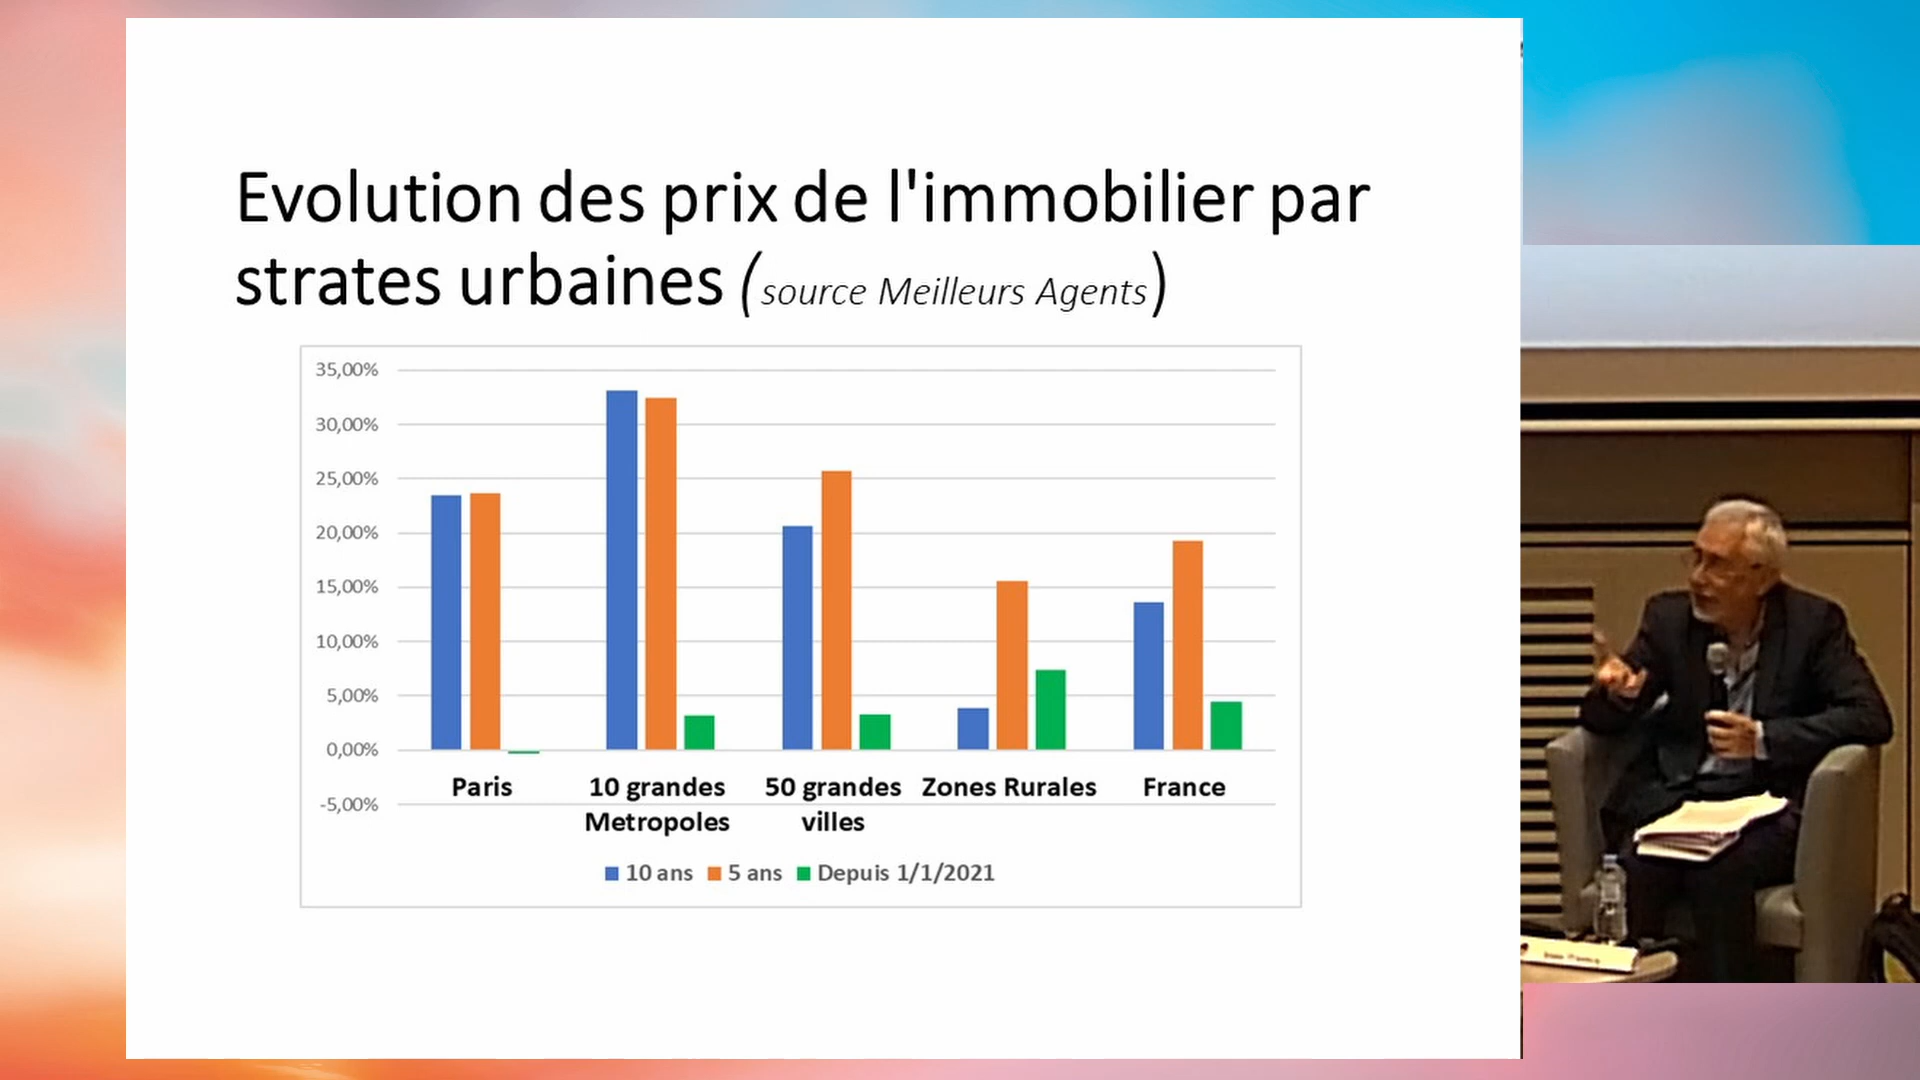 Evolution des prix de l'immobilier par
strates urbaines (source Meilleurs Agents)
35,00%
30,00%
25,00%
20,00%
15,00%
10,00%
5,00%
0,00%
-5,00%
Paris
10 grandes
Metropoles
50 grandes
villes
Zones Rurales
France
10 ans 5 ans Depuis 1/1/2021